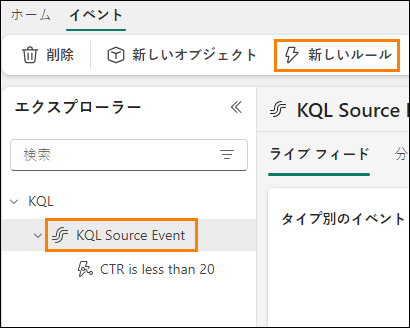 ホーム イベント
削除 新しいオブジェクト 新しいルール
エクスプローラー
KQL Source
検索
ライブ フィード 分
KQL
KQL Source Event
タイプ別のイベント
CTR is less than 20